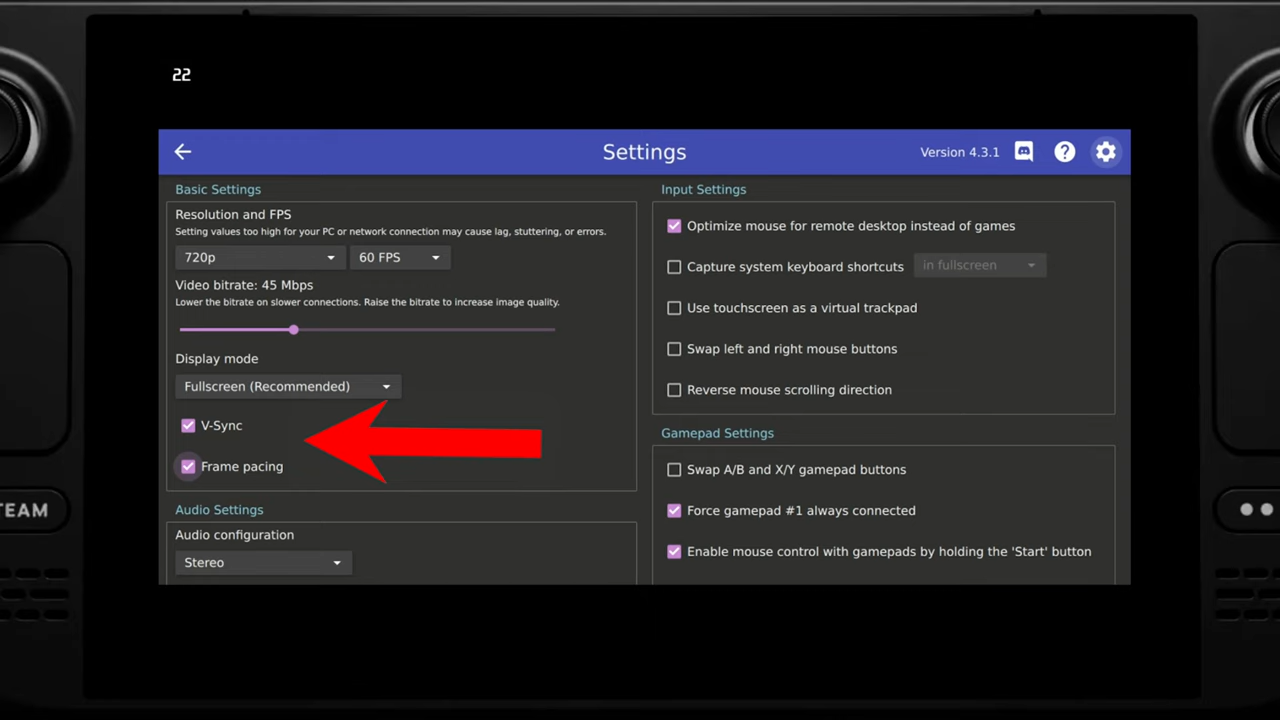 22
Settings
Version 4.3.1
Basic Settings
Resolution and FPS
Setting values too high for your PC or network connection may cause lag, stuttering, or errors.
720p
60 FPS
Video bitrate: 45 Mbps
Lower the bitrate on slower connections. Raise the bitrate to increase image quality.
Display mode
Fullscreen (Recommended)
V-Sync
Frame pacing
Audio Settings
Audio configuration
Stereo
Input Settings
Optimize mouse for remote desktop instead of games
Capture system keyboard shortcuts
in fullscreen
Use touchscreen as a virtual trackpad
Swap left and right mouse buttons
Reverse mouse scrolling direction
Gamepad Settings
Swap A/B and X/Y gamepad buttons
Force gamepad #1 always connected
Enable mouse control with gamepads by holding the 'Start' button
TEAM